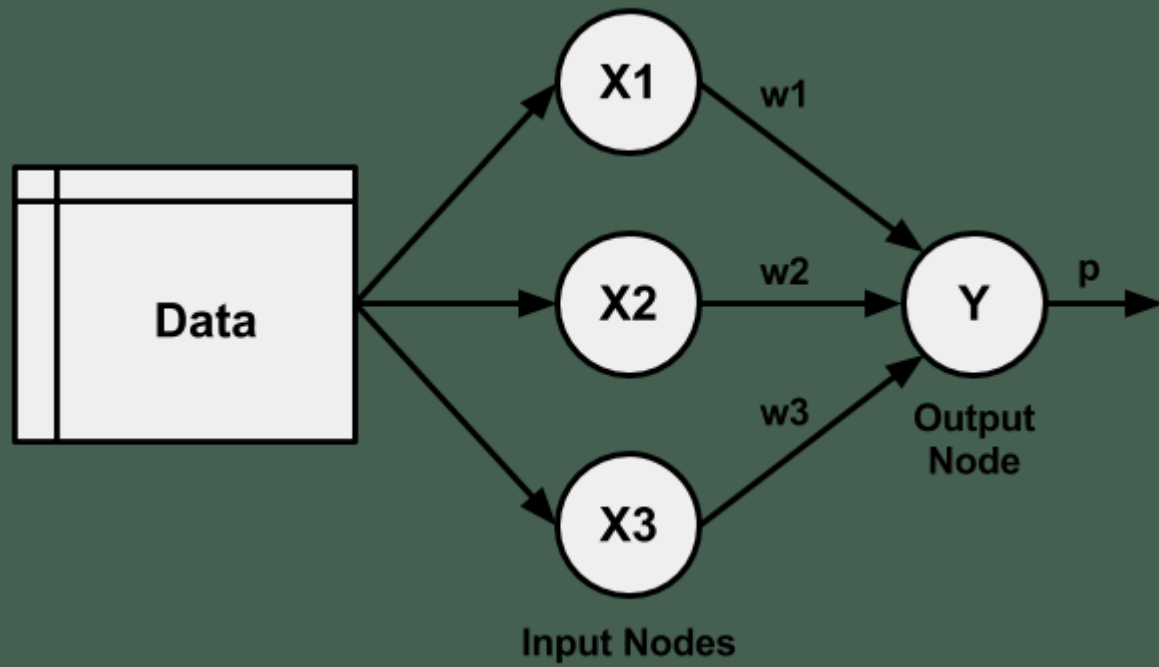 X1
w1
Data
X2
w2
Y
p
w3
Output
Node
X3
Input Nodes